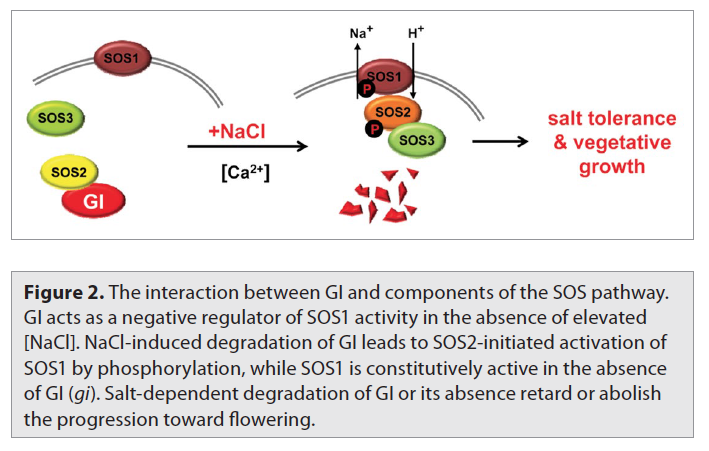 Na+ H+
SOS1
SOS1
P
SOS3
SOS2
P
SOS3
+NaCl
[Ca2+]
SOS2
GI
salt tolerance
& vegetative
growth
Figure 2. The interaction between GI and components of the SOS pathway.
GI acts as a negative regulator of SOS1 activity in the absence of elevated
[NaCl]. NaCl-induced degradation of GI leads to SOS2-initiated activation of
SOS1 by phosphorylation, while SOS1 is constitutively active in the absence
of GI (gi). Salt-dependent degradation of GI or its absence retard or abolish
the progression toward flowering.